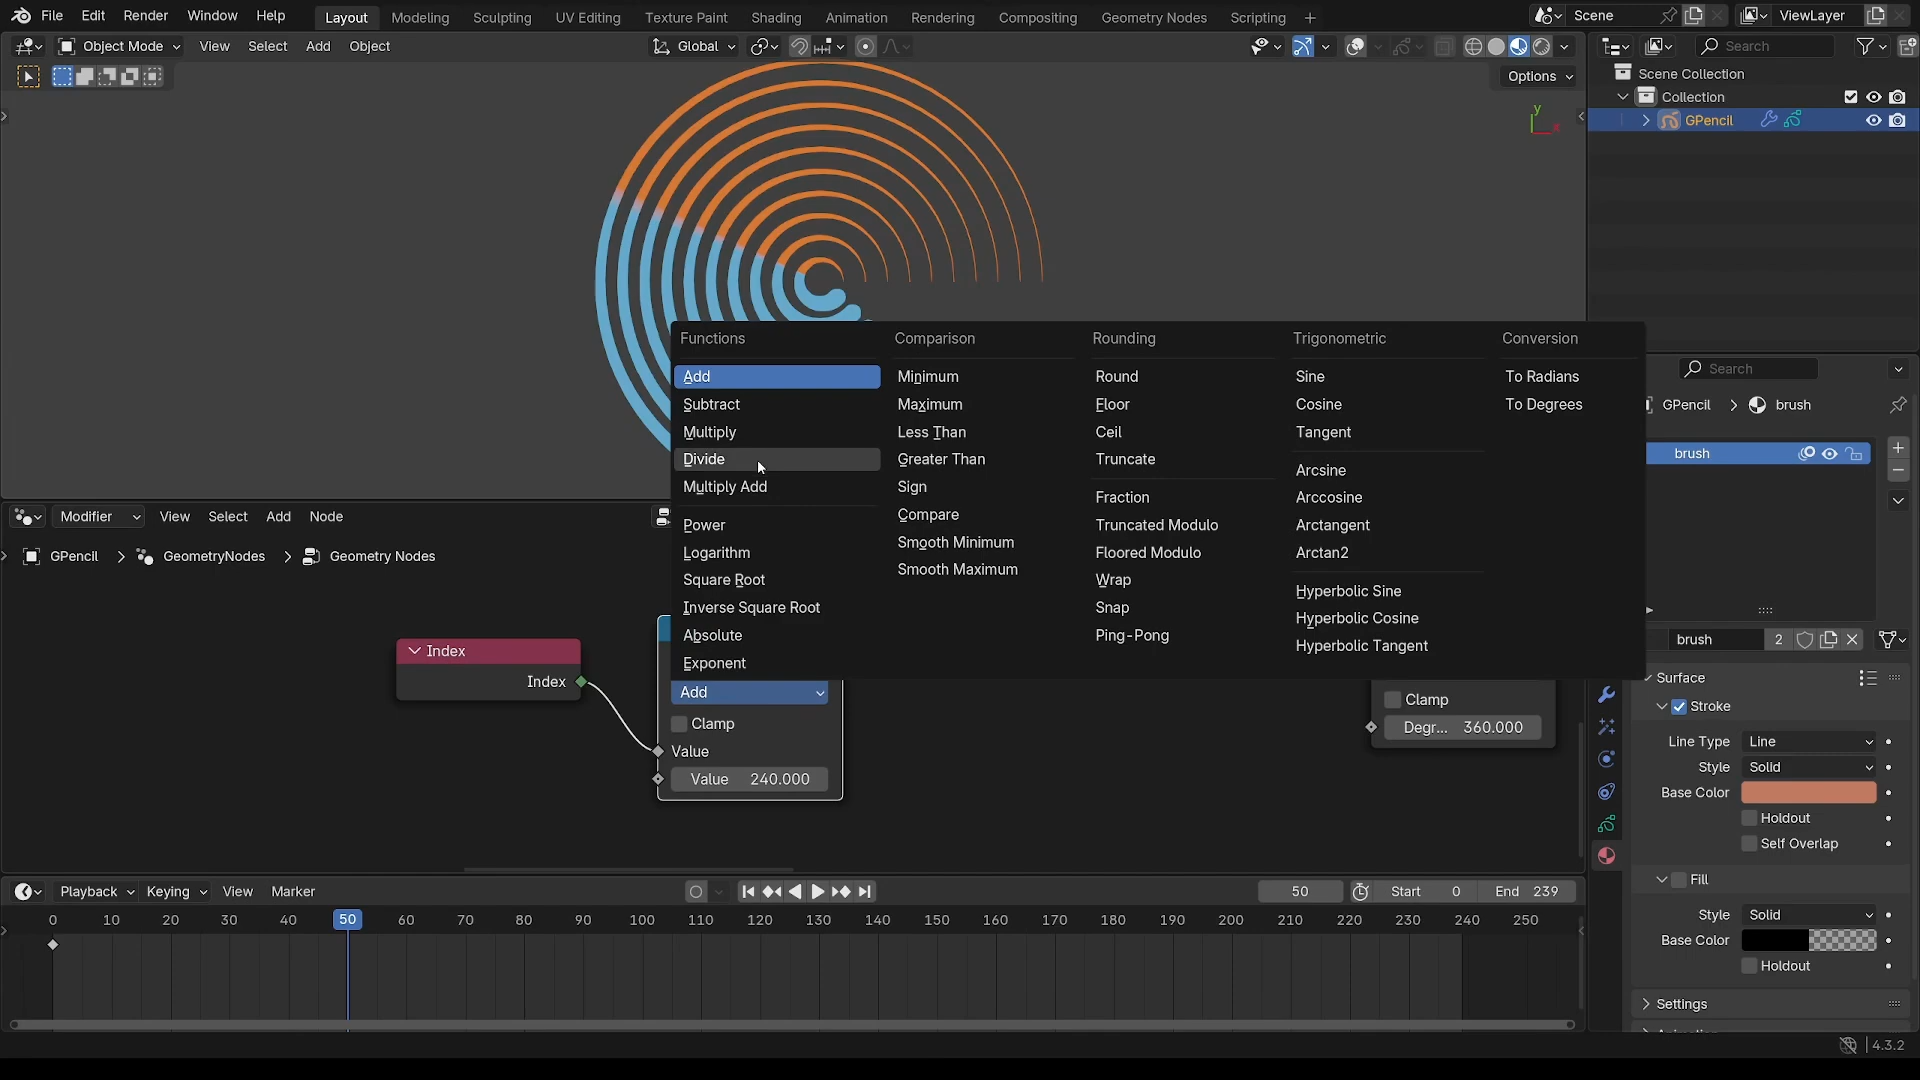 File Edit Render Window Help Layout Modeling Sculpting UV Editing Texture Paint Shading Animation Rendering Compositing Geometry Nodes Scripting + Scene ViewLayer
Object Mode View Select Add Object Global Search
Options
Scene Collection
Collection
GPencil
y
x
Functions Comparison Rounding Trigonometric Conversion
Add Minimum Round Sine To Radians
Subtract Maximum Floor Cosine To Degrees
Multiply Less Than Ceil Tangent
Divide Greater Than Truncate Arcsine
Multiply Add Sign Fraction Arccosine
Power Compare Truncated Modulo Arctangent
Logarithm Smooth Minimum Floored Modulo Arctan2
Square Root Smooth Maximum Wrap Hyperbolic Sine
Inverse Square Root Snap Hyperbolic Cosine
Absolute Ping-Pong Hyperbolic Tangent
Exponent
Search
GPencil > brush
brush
Modifier View Select Add Node
GPencil > GeometryNodes > Geometry Nodes
Index
Index
Add
Clamp
Value
Value 240.000
Clamp
Degr... 360.000
brush 2
Surface
Stroke
Line Type Line
Style Solid
Base Color
Holdout
Self Overlap
Fill
Style Solid
Base Color
Holdout
Settings
Playback Keying View Marker 50 Start 0 End 239
0 10 20 30 40 50 60 70 80 90 100 110 120 130 140 150 160 170 180 190 200 210 220 230 240 250
4.3.2